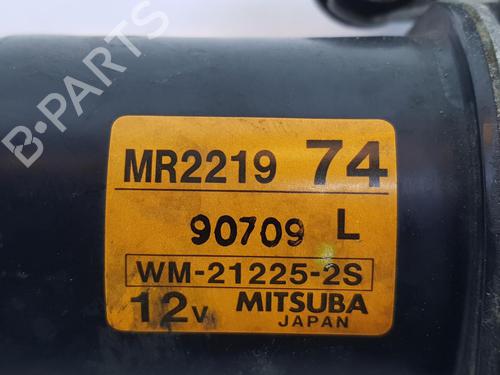 B-PARTS
MR2219 74
90709 L
WM-21225-2S
12V MITSUBA
JAPAN